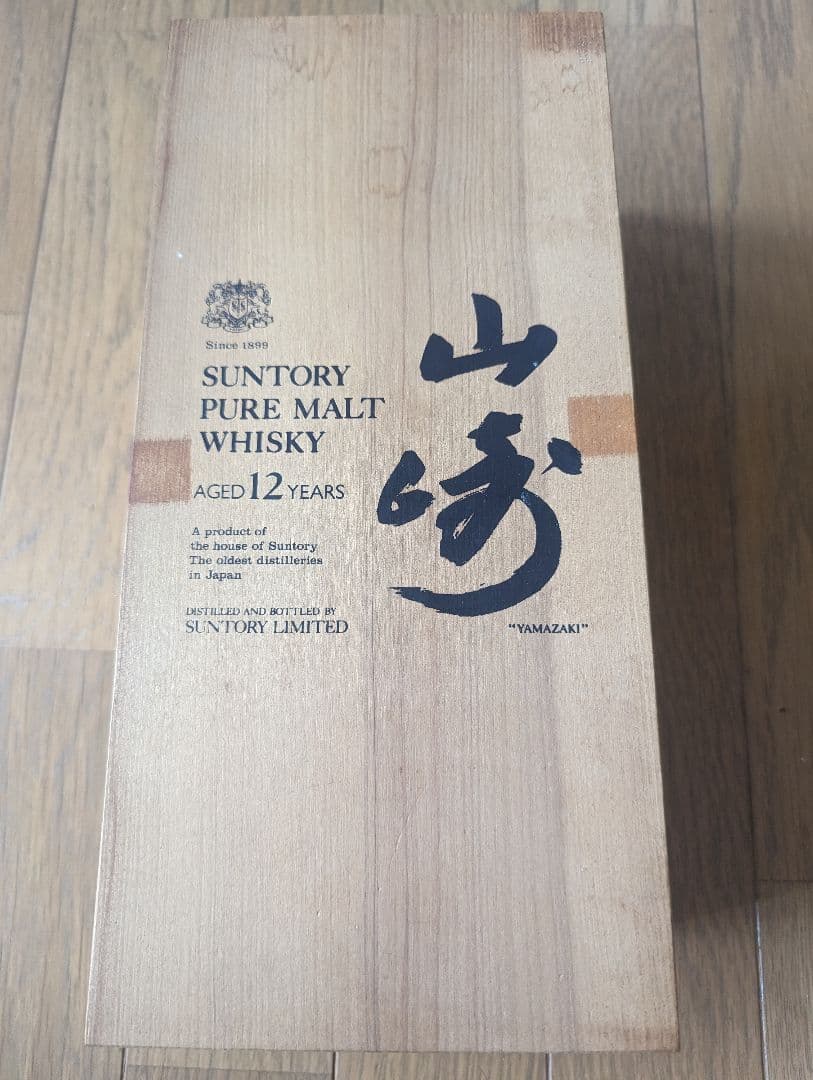 Since 1899
SUNTORY
PURE MALT
WHISKY
AGED 12 YEARS
A product of
the house of Suntory
The oldest distilleries
in Japan
DISTILLED AND BOTTLED BY
SUNTORY LIMITED
山崎
"YAMAZAKI"